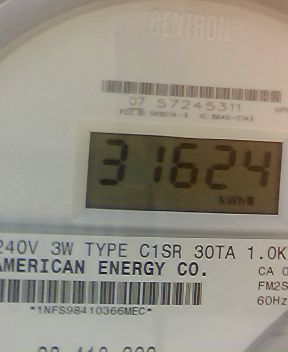 CENTRON
07 57245311
31624
kWh
240V 3W TYPE C1SR 30TA 1.0K
AMERICAN ENERGY CO.
CA 0
FM2S
60Hz
*1NFS98410366MEC*